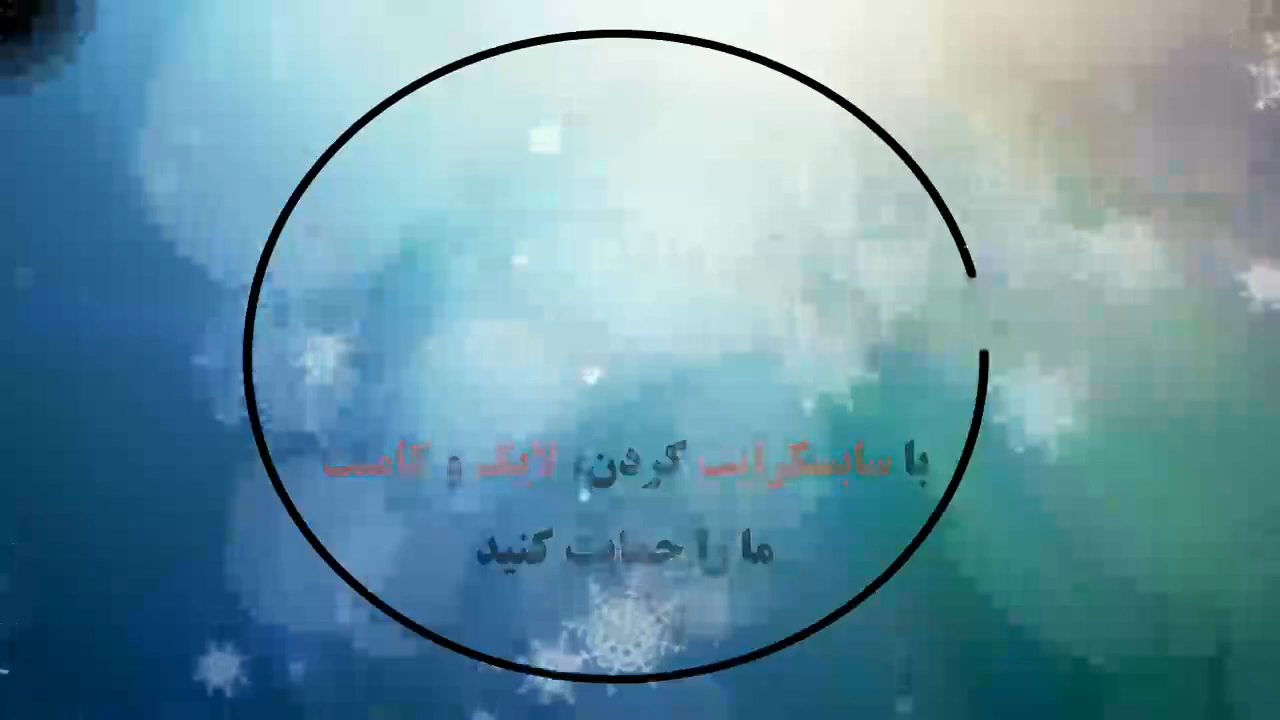 با سابسکرایب کردن، لایک و کامنت
ما را حمایت کنید